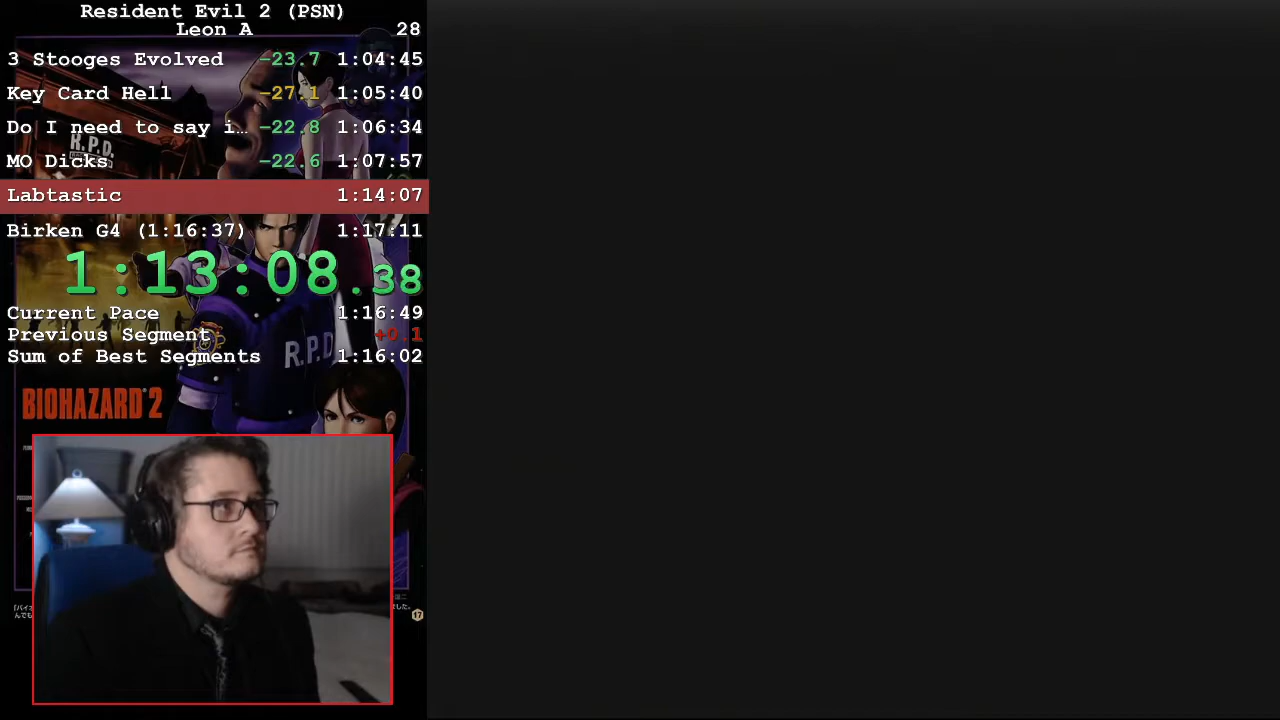 Resident Evil 2 (PSN)
Leon A 28
3 Stooges Evolved -23.7 1:04:45
Key Card Hell -27.1 1:05:40
Do I need to say i… -22.8 1:06:34
R.P.D.
MO Dicks -22.6 1:07:57
Labtastic 1:14:07
Birken G4 (1:16:37) 1:17:11
1:13:08.38
Current Pace 1:16:49
Previous Segment +0.1
Sum of Best Segments 1:16:02
R.P.D
BIOHAZARD 2
17